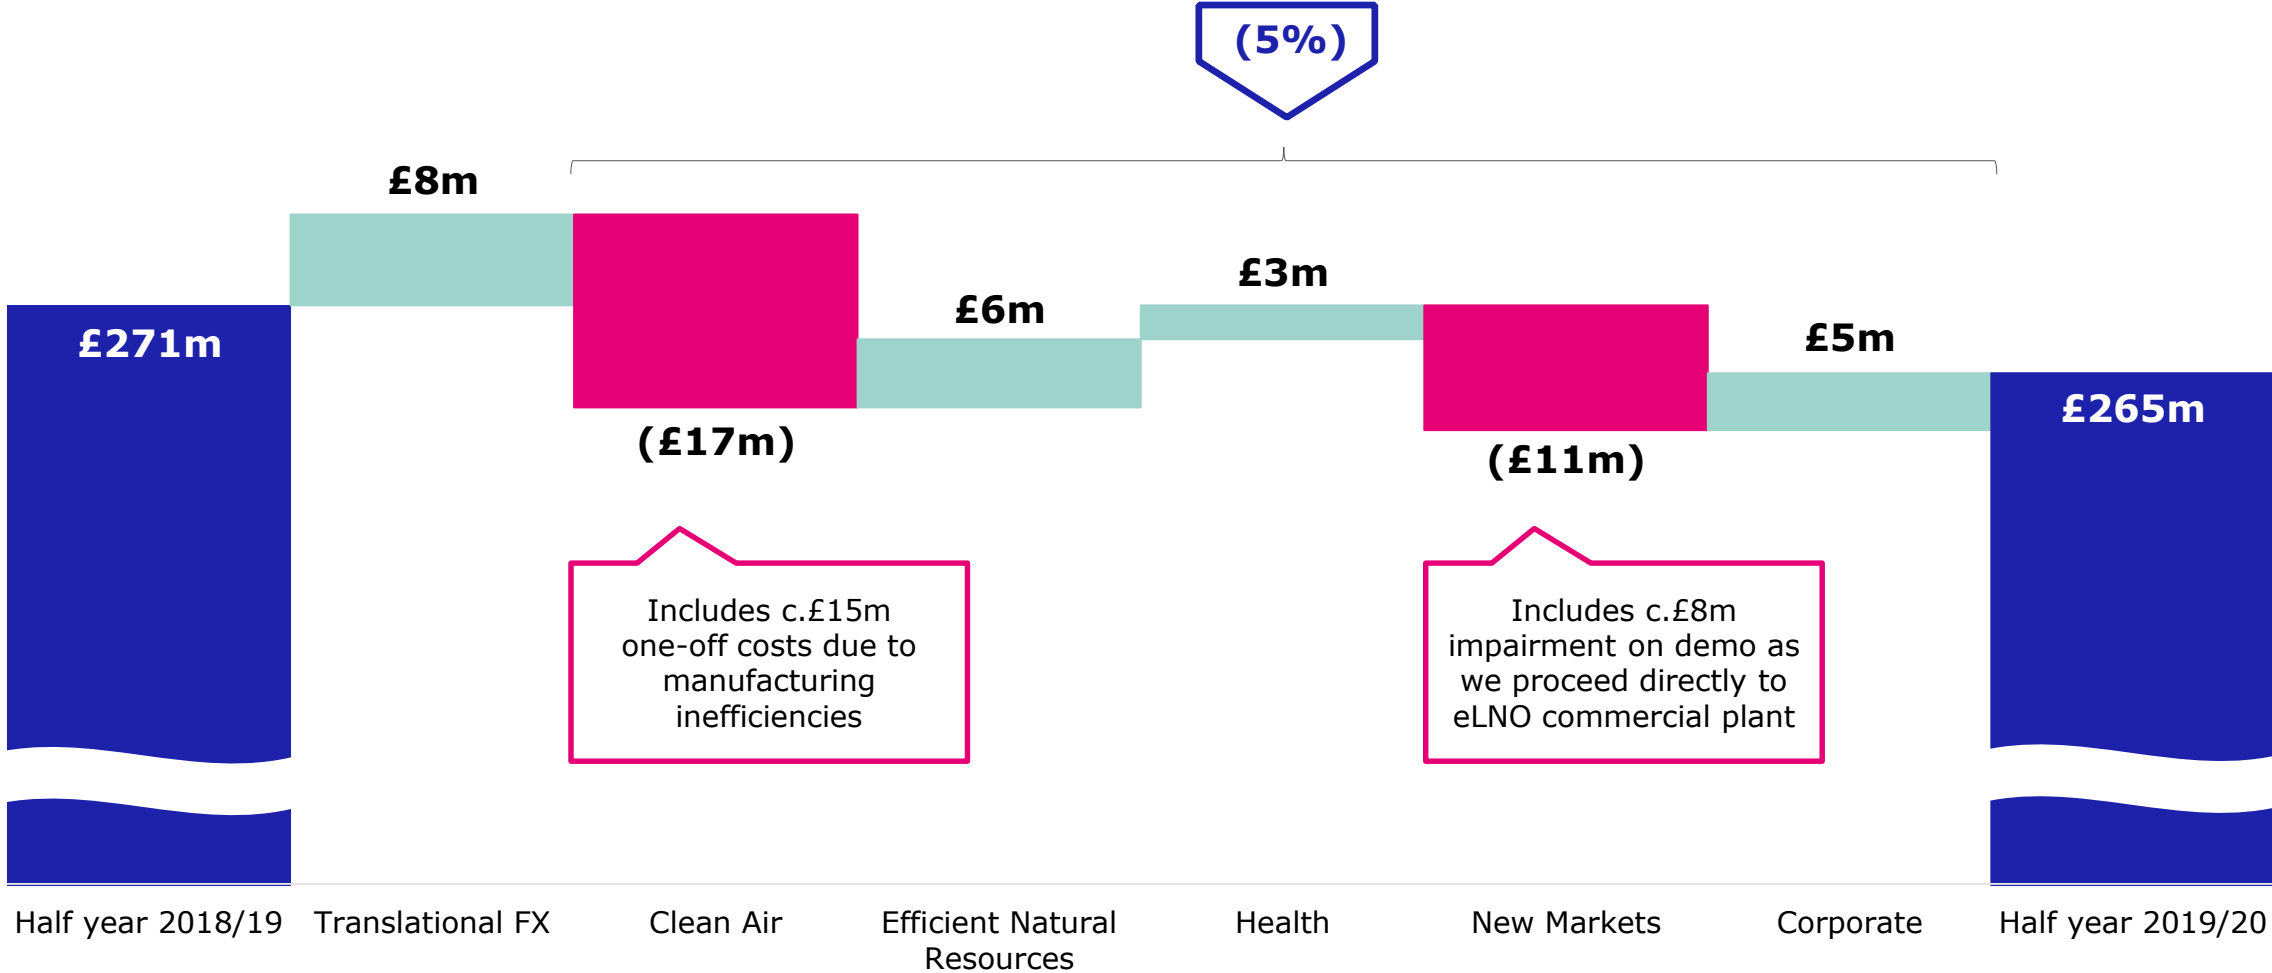 (5%)
£8m
£3m
£6m
£271m
£5m
£265m
(£17m)
(£11m)
Includes c.£15m
one-off costs due to
manufacturing
inefficiencies
Includes c.£8m
impairment on demo as
we proceed directly to
eLNO commercial plant
Half year 2018/19
Translational FX
Clean Air
Efficient Natural
Resources
Health
New Markets
Corporate
Half year 2019/20